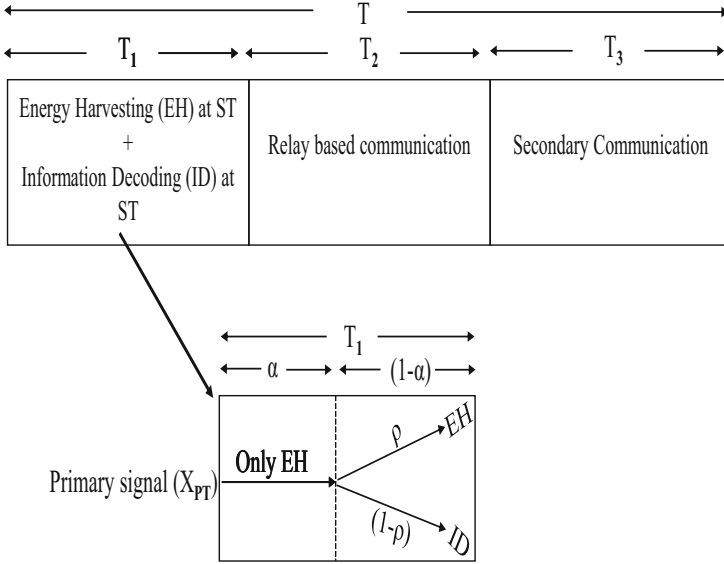 T
T1 T2 T3
Energy Harvesting (EH) at ST
+
Information Decoding (ID) at
ST
Relay based communication
Secondary Communication
T1
α (1-α)
Primary signal (XPT)
Only EH
ρ
EH
(1-ρ)
ID